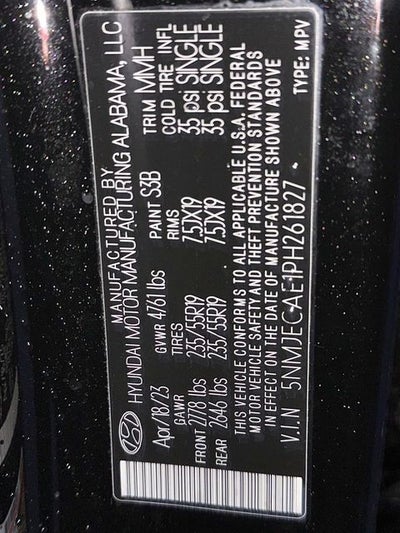 MANUFACTURED BY
HYUNDAI MOTOR MANUFACTURING ALABAMA, LLC
Apr/18/23 GVWR 4761 lbs PAINT S3B TRIM MMH
GAWR TIRES RIMS COLD TIRE INFL
FRONT 2778 lbs 235/55R19 7.5JX19 35 psi SINGLE
REAR 2646 lbs 235/55R19 7.5JX19 35 psi SINGLE
THIS VEHICLE CONFORMS TO ALL APPLICABLE U.S.A. FEDERAL
MOTOR VEHICLE SAFETY AND THEFT PREVENTION STANDARDS
IN EFFECT ON THE DATE OF MANUFACTURE SHOWN ABOVE
V.I.N 5NMJECAE1PH261827 TYPE: MPV